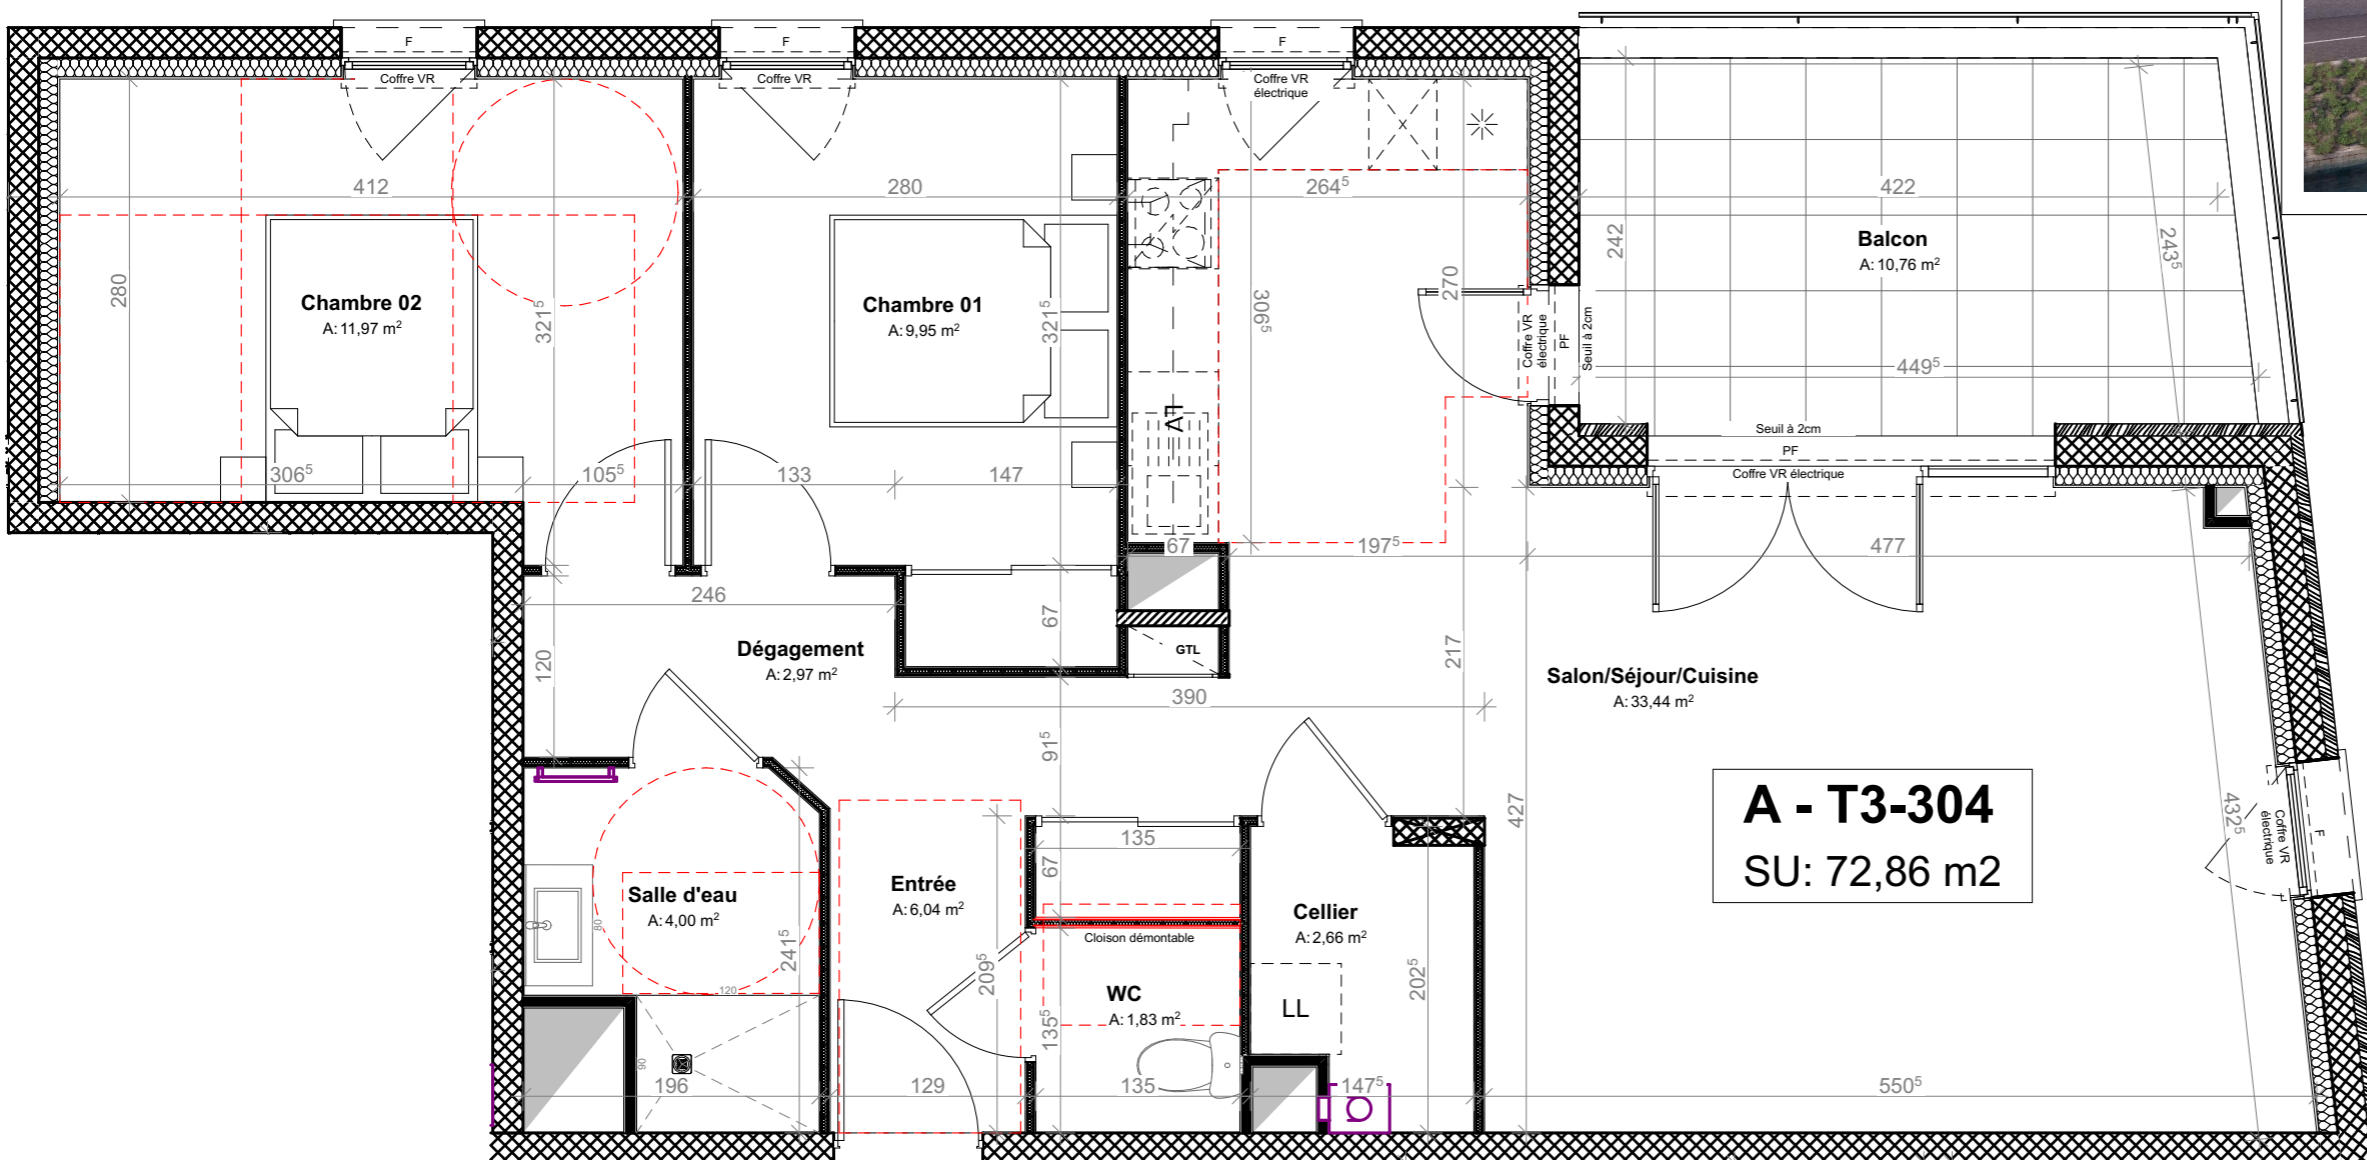 F
F
F
Coffre VR
Coffre VR
Coffre VR
électrique
X
412
280
264⁵
422
242
243⁵
Balcon
A: 10,76 m²
280
Chambre 02
A: 11,97 m²
321⁵
Chambre 01
A: 9,95 m²
321⁵
306⁵
270
Coffre VR
électrique
PF
Seuil à 2cm
449⁵
Seuil à 2cm
PF
Coffre VR électrique
306⁵
105⁵
133
147
67
197⁵
477
246
67
120
Dégagement
A: 2,97 m²
GTL
217
390
Salon/Séjour/Cuisine
A: 33,44 m²
91⁵
A - T3-304
SU: 72,86 m2
427
432⁵
Coffre VR
électrique
F
135
67
Salle d'eau
A: 4,00 m²
80
Entrée
A: 6,04 m²
241⁵
209⁵
Cloison démontable
Cellier
A: 2,66 m²
202⁵
WC
A: 1,83 m²
135⁵
LL
120
90
196
129
135
147⁵
550⁵